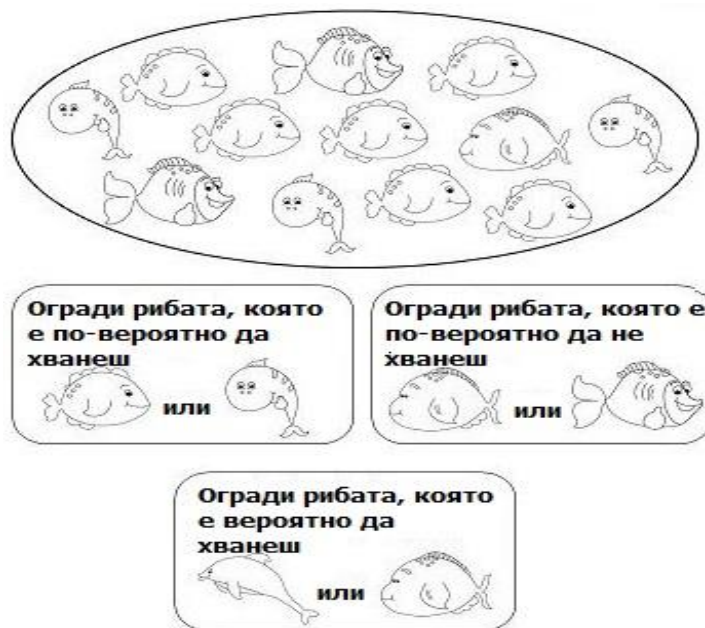 Огради рибата, която
е по-вероятно да
хванеш
или
Огради рибата, която е
по-вероятно да не
хванеш
или
Огради рибата, която
е вероятно да
хванеш
или